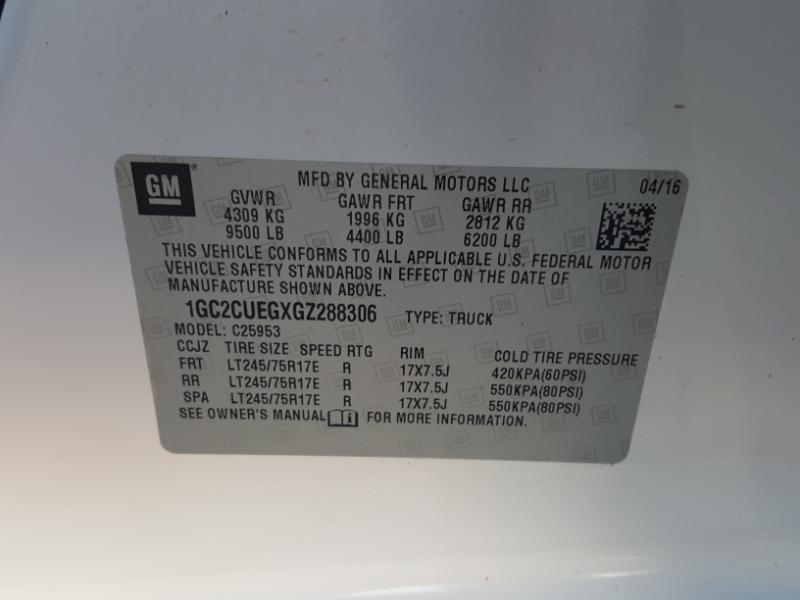 GM ® MFD BY GENERAL MOTORS LLC 04/16
GVWR GAWR FRT GAWR RR
4309 KG 1996 KG 2812 KG
9500 LB 4400 LB 6200 LB
THIS VEHICLE CONFORMS TO ALL APPLICABLE U.S. FEDERAL MOTOR
VEHICLE SAFETY STANDARDS IN EFFECT ON THE DATE OF
MANUFACTURE SHOWN ABOVE.
1GC2CUEGXGZ288306 TYPE: TRUCK
MODEL: C25953
CCJZ TIRE SIZE SPEED RTG RIM COLD TIRE PRESSURE
FRT LT245/75R17E R 17X7.5J 420KPA(60PSI)
RR LT245/75R17E R 17X7.5J 550KPA(80PSI)
SPA LT245/75R17E R 17X7.5J 550KPA(80PSI)
SEE OWNER'S MANUAL FOR MORE INFORMATION.